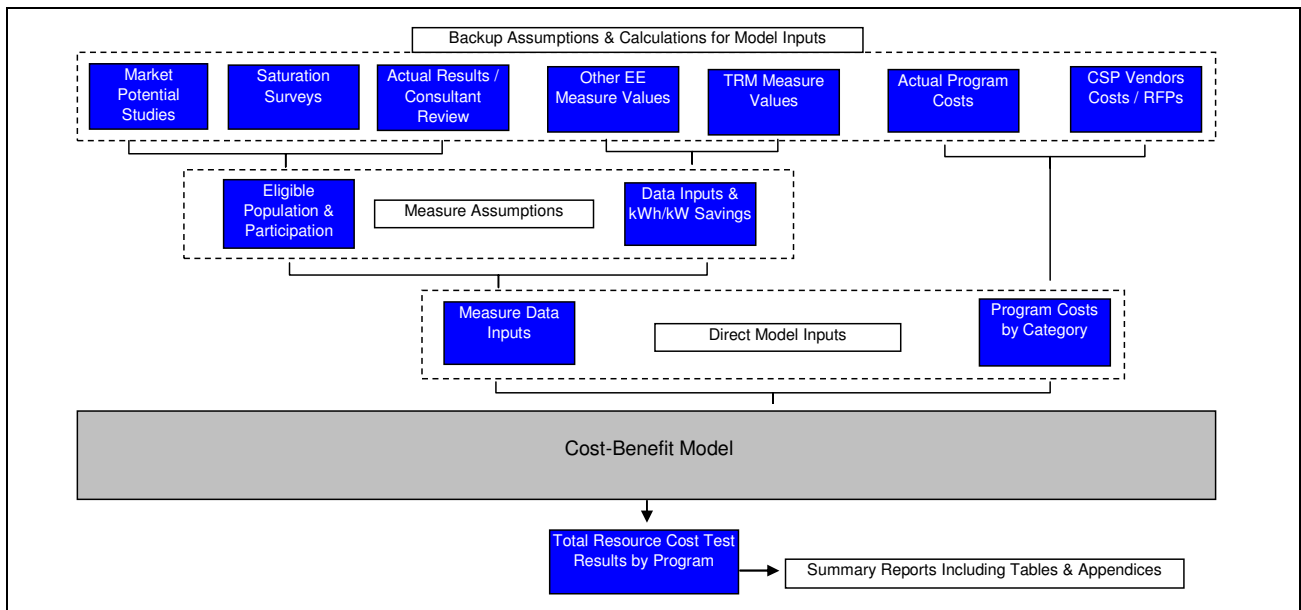 Backup Assumptions & Calculations for Model Inputs
Market
Potential
Studies
Saturation
Surveys
Actual Results /
Consultant
Review
Other EE
Measure Values
TRM Measure
Values
Actual Program
Costs
CSP Vendors
Costs / RFPs
Eligible
Population &
Participation
Measure Assumptions
Data Inputs &
kWh/kW Savings
Measure Data
Inputs
Direct Model Inputs
Program Costs
by Category
Cost-Benefit Model
Total Resource Cost Test
Results by Program
Summary Reports Including Tables & Appendices